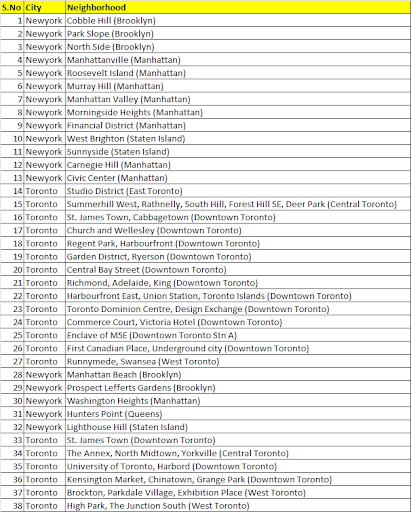 S.No City Neighborhood
1 Newyork Cobble Hill (Brooklyn)
2 Newyork Park Slope (Brooklyn)
3 Newyork North Side (Brooklyn)
4 Newyork Manhattanville (Manhattan)
5 Newyork Roosevelt Island (Manhattan)
6 Newyork Murray Hill (Manhattan)
7 Newyork Manhattan Valley (Manhattan)
8 Newyork Morningside Heights (Manhattan)
9 Newyork Financial District (Manhattan)
10 Newyork West Brighton (Staten Island)
11 Newyork Sunnyside (Staten Island)
12 Newyork Carnegie Hill (Manhattan)
13 Newyork Civic Center (Manhattan)
14 Toronto Studio District (East Toronto)
15 Toronto Summerhill West, Rathnelly, South Hill, Forest Hill SE, Deer Park (Central Toronto)
16 Toronto St. James Town, Cabbagetown (Downtown Toronto)
17 Toronto Church and Wellesley (Downtown Toronto)
18 Toronto Regent Park, Harbourfront (Downtown Toronto)
19 Toronto Garden District, Ryerson (Downtown Toronto)
20 Toronto Central Bay Street (Downtown Toronto)
21 Toronto Richmond, Adelaide, King (Downtown Toronto)
22 Toronto Harbourfront East, Union Station, Toronto Islands (Downtown Toronto)
23 Toronto Toronto Dominion Centre, Design Exchange (Downtown Toronto)
24 Toronto Commerce Court, Victoria Hotel (Downtown Toronto)
25 Toronto Enclave of M5E (Downtown Toronto Stn A)
26 Toronto First Canadian Place, Underground city (Downtown Toronto)
27 Toronto Runnymede, Swansea (West Toronto)
28 Newyork Manhattan Beach (Brooklyn)
29 Newyork Prospect Lefferts Gardens (Brooklyn)
30 Newyork Washington Heights (Manhattan)
31 Newyork Hunters Point (Queens)
32 Newyork Lighthouse Hill (Staten Island)
33 Toronto St. James Town (Downtown Toronto)
34 Toronto The Annex, North Midtown, Yorkville (Central Toronto)
35 Toronto University of Toronto, Harbord (Downtown Toronto)
36 Toronto Kensington Market, Chinatown, Grange Park (Downtown Toronto)
37 Toronto Brockton, Parkdale Village, Exhibition Place (West Toronto)
38 Toronto High Park, The Junction South (West Toronto)